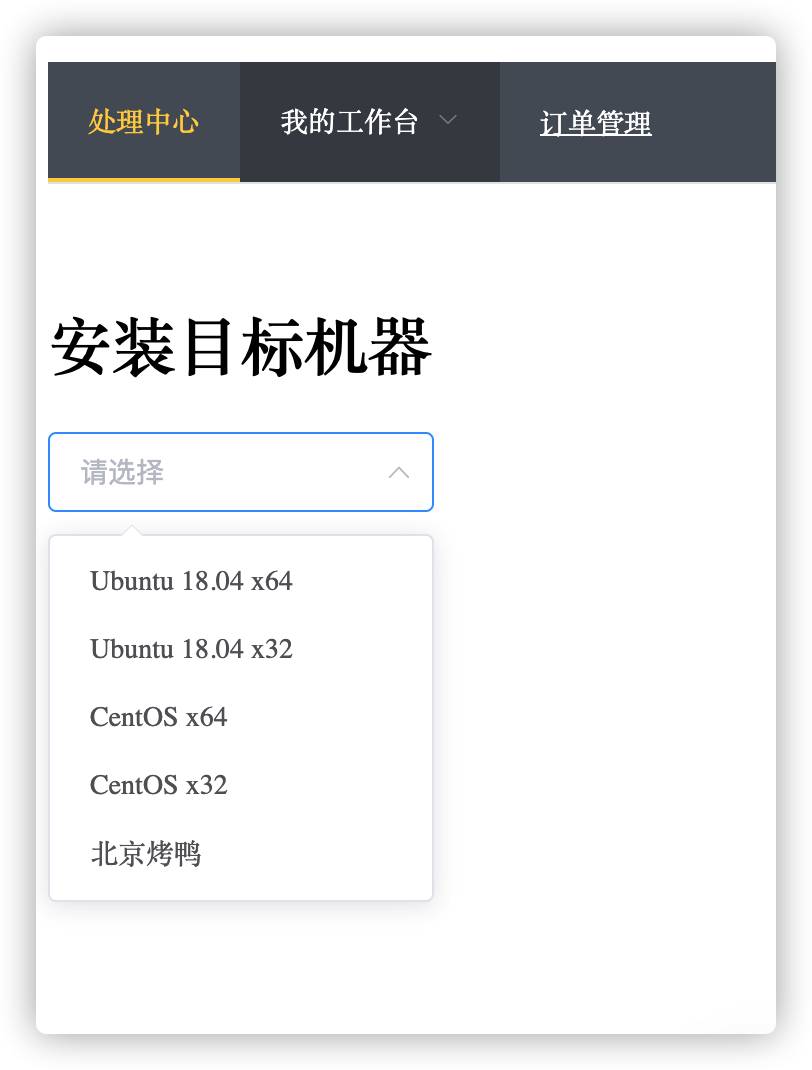 处理中心 我的工作台 订单管理
安装目标机器
请选择
Ubuntu 18.04 x64
Ubuntu 18.04 x32
CentOS x64
CentOS x32
北京烤鸭